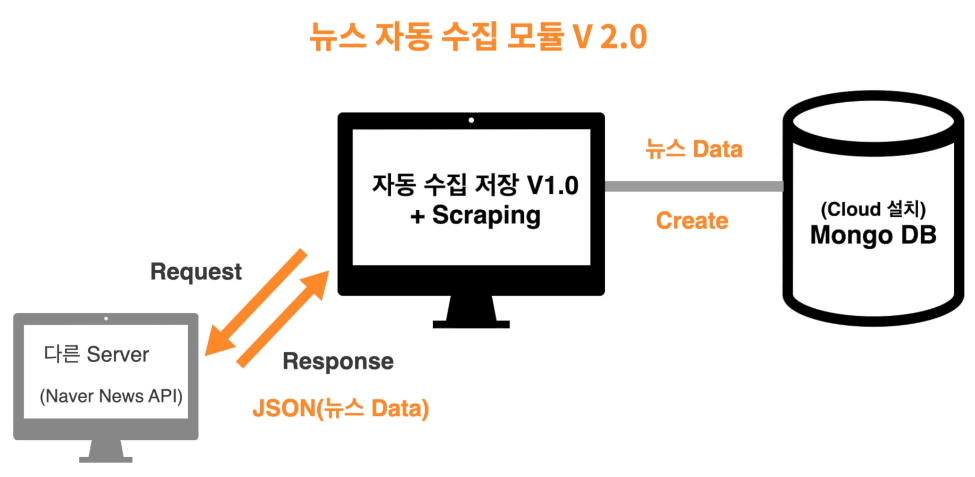 뉴스 자동 수집 모듈 V 2.0
자동 수집 저장 V1.0
+ Scraping
뉴스 Data
Create
(Cloud 설치)
Mongo DB
Request
다른 Server
(Naver News API)
Response
JSON(뉴스 Data)